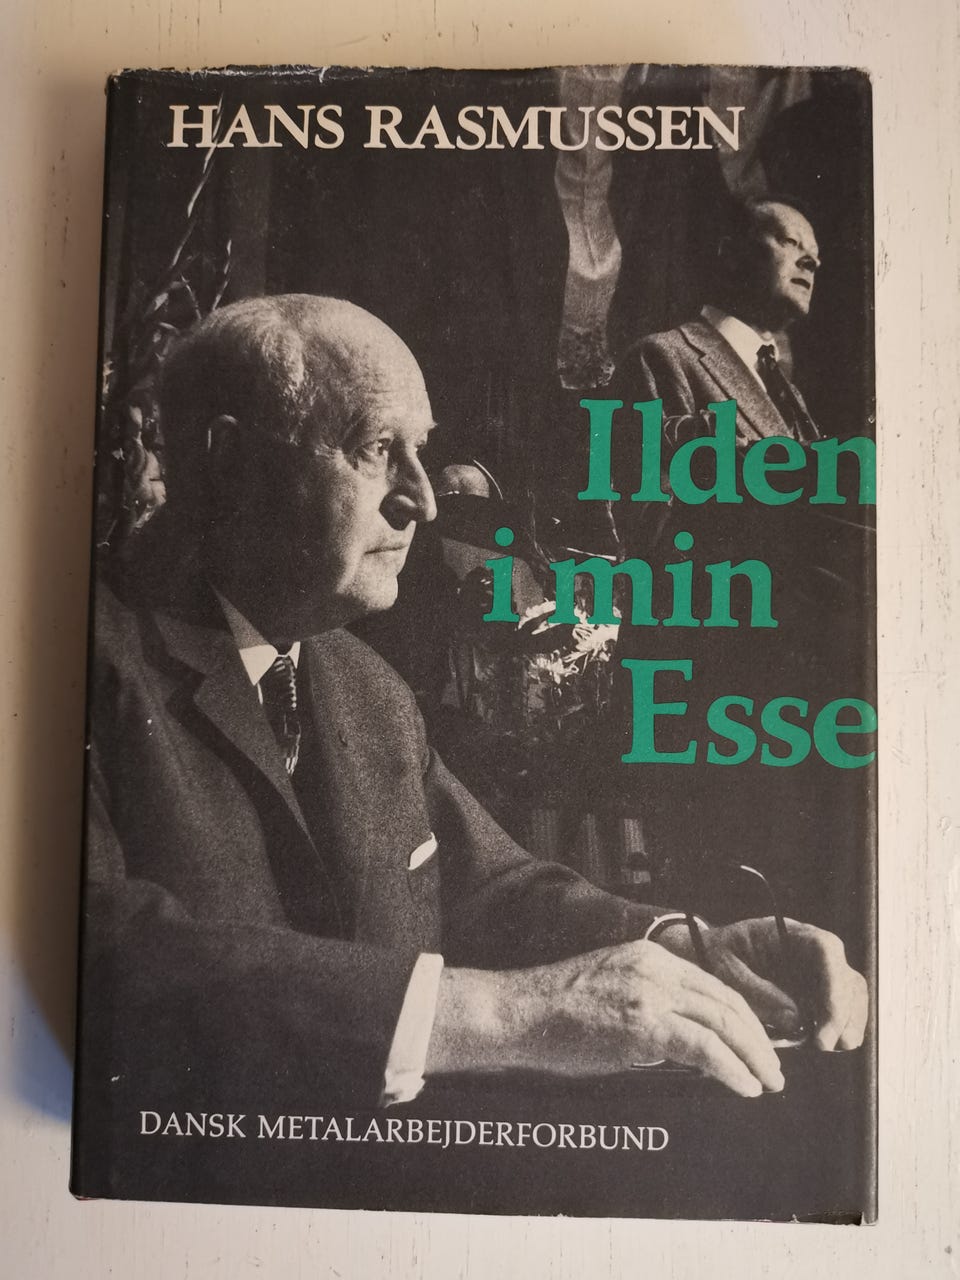 HANS RASMUSSEN
Ilden
i min
Esse
DANSK METALARBEJDERFORBUND